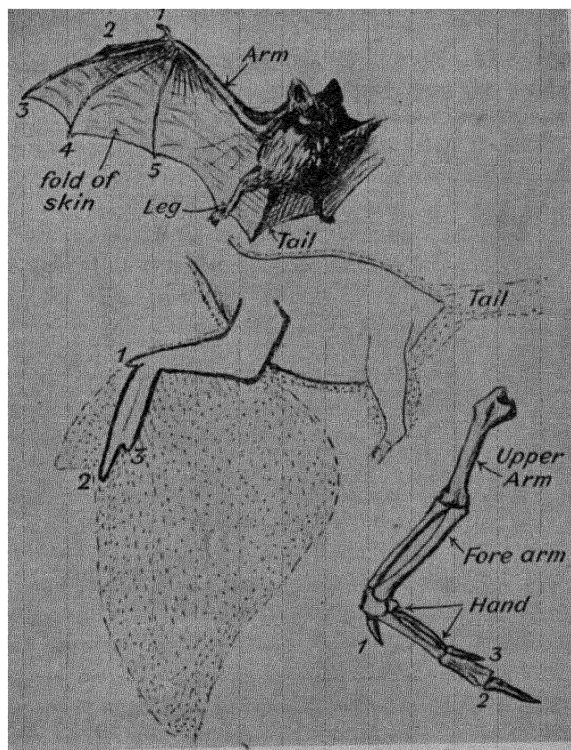 1
2
Arm
3
4
5
fold of
skin
Leg
Tail
Tail
1
3
2
Upper
Arm
Fore arm
Hand
1
3
2